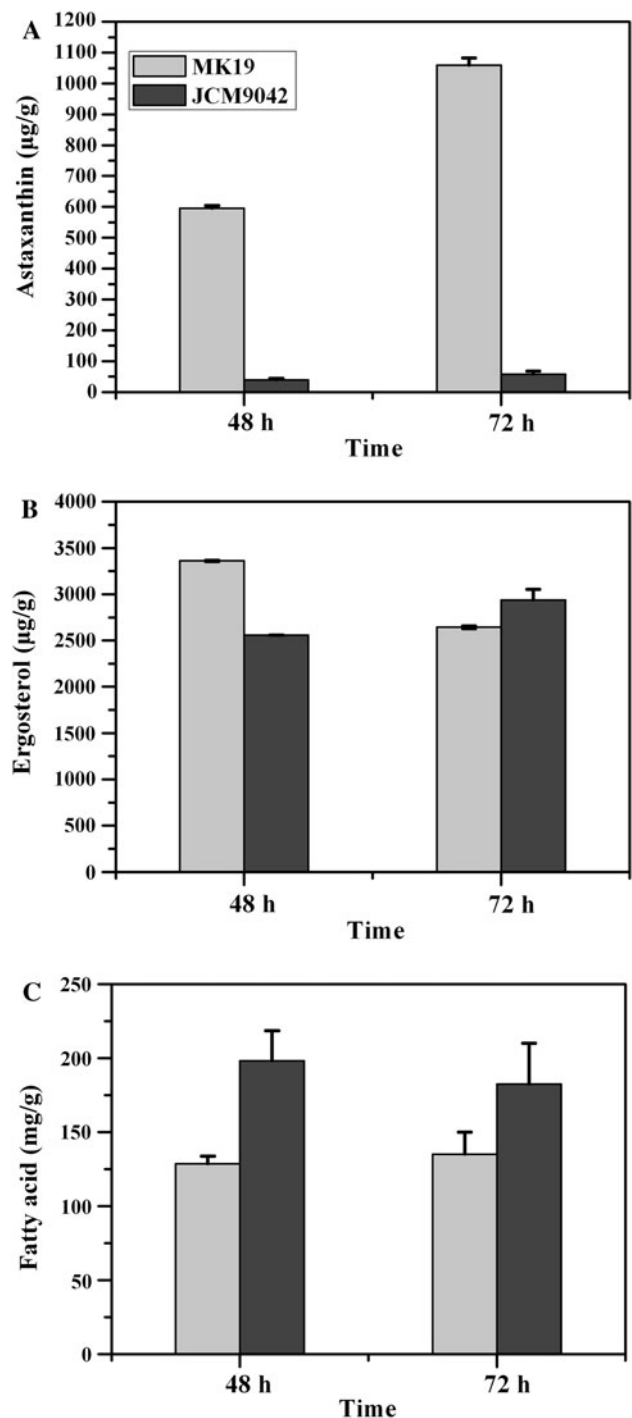 A
1200
1100
1000
900
800
700
600
500
400
300
200
100
0
Astaxanthin (µg/g)
MK19
JCM9042
48 h
72 h
Time
B
4000
3500
3000
2500
2000
1500
1000
500
0
Ergosterol (µg/g)
48 h
72 h
Time
C
250
200
150
100
50
0
Fatty acid (mg/g)
48 h
72 h
Time